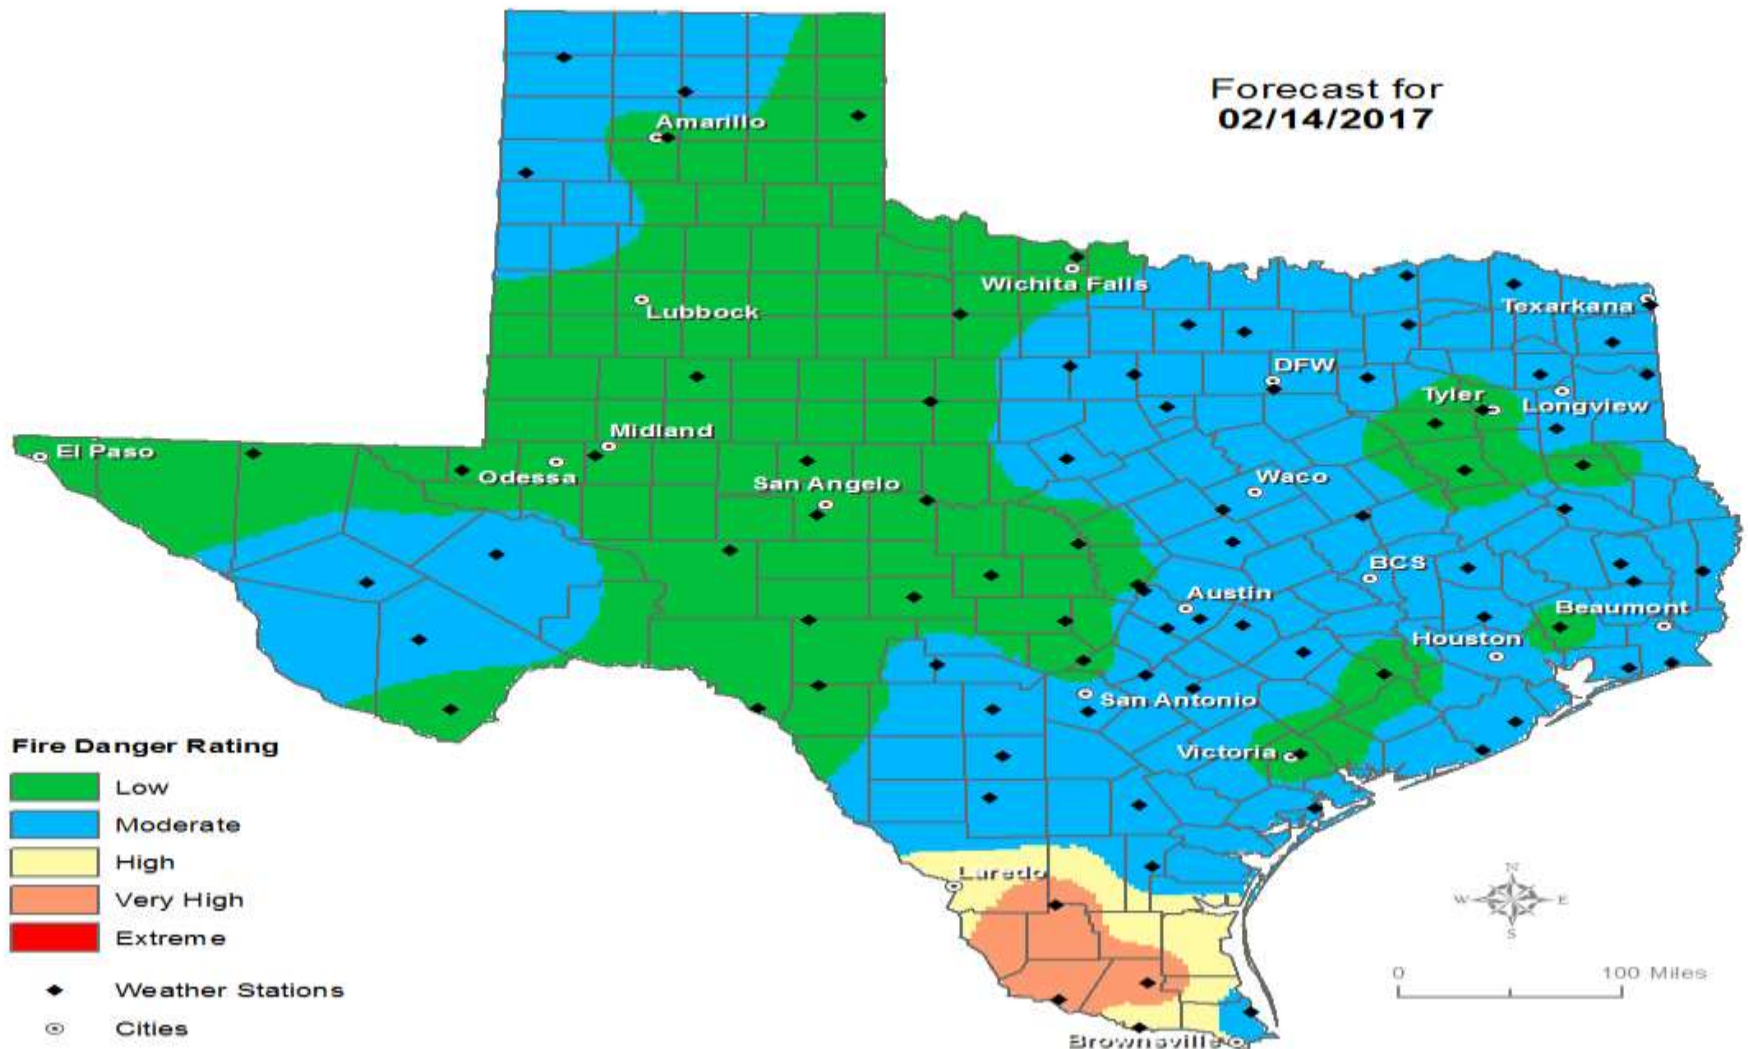 Forecast for
02/14/2017
Amarillo
Wichita Falls
Lubbock
Texarkana
DFW
Tyler
Longview
Midland
El Paso
Odessa
San Angelo
Waco
BCS
Austin
Beaumont
Houston
San Antonio
Victoria
Laredo
Brownsville
Fire Danger Rating
Low
Moderate
High
Very High
Extreme
Weather Stations
Cities
N
W E
S
0 100 Miles